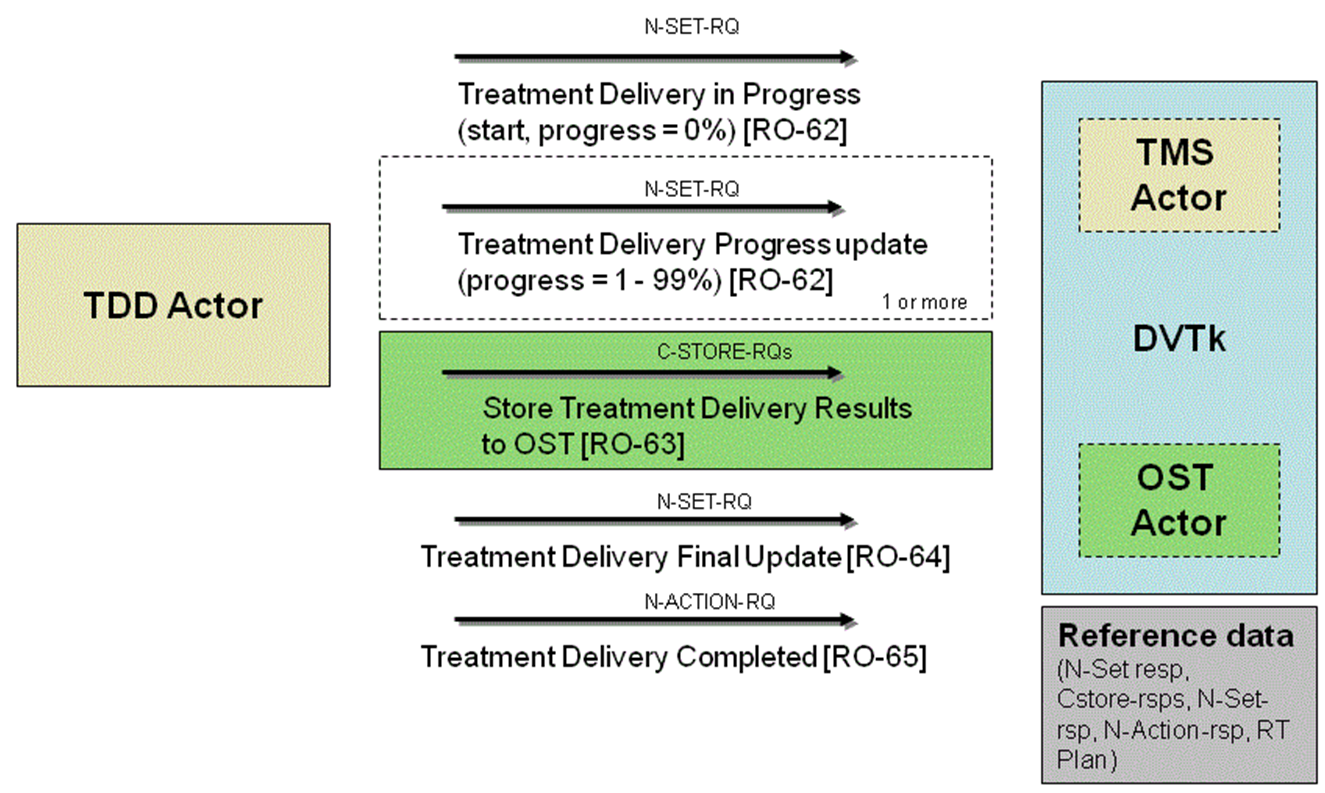 N-SET-RQ
Treatment Delivery in Progress
(start, progress = 0%) [RO-62]
N-SET-RQ
Treatment Delivery Progress update
(progress = 1 - 99%) [RO-62]
1 or more
TDD Actor
C-STORE-RQs
Store Treatment Delivery Results
to OST [RO-63]
N-SET-RQ
Treatment Delivery Final Update [RO-64]
N-ACTION-RQ
Treatment Delivery Completed [RO-65]
TMS
Actor
DVTk
OST
Actor
Reference data
(N-Set resp,
Cstore-rsps, N-Set-
rsp, N-Action-rsp, RT
Plan)